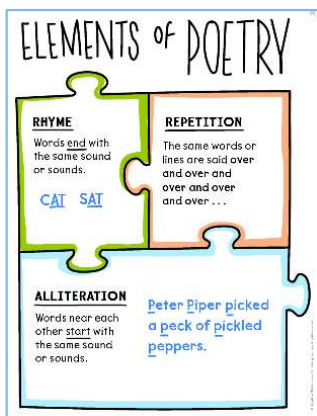 ELEMENTS of POETRY
RHYME
Words end with
the same sound
or sounds.
CAT SAT
REPETITION
The same words or
lines are said over
and over and
over and over
and over . . .
ALLITERATION
Words near each
other start with
the same sound
or sounds.
Peter Piper picked
a peck of pickled
peppers.